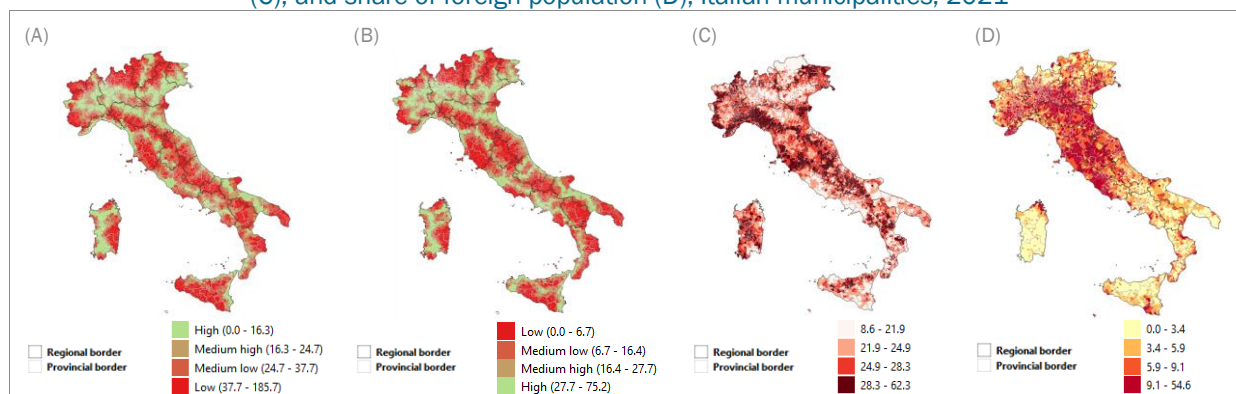 (C), and share of foreign population (D), Italian municipalities, 2021
(A)
(B)
(C)
(D)
High (0.0 - 16.3)
Medium high (16.3 - 24.7)
Medium low (24.7 - 37.7)
Low (37.7 - 185.7)
Regional border
Provincial border
Low (0.0 - 6.7)
Medium low (6.7 - 16.4)
Medium high (16.4 - 27.7)
High (27.7 - 75.2)
Regional border
Provincial border
8.6 - 21.9
21.9 - 24.9
24.9 - 28.3
28.3 - 62.3
Regional border
Provincial border
0.0 - 3.4
3.4 - 5.9
5.9 - 9.1
9.1 - 54.6
Regional border
Provincial border